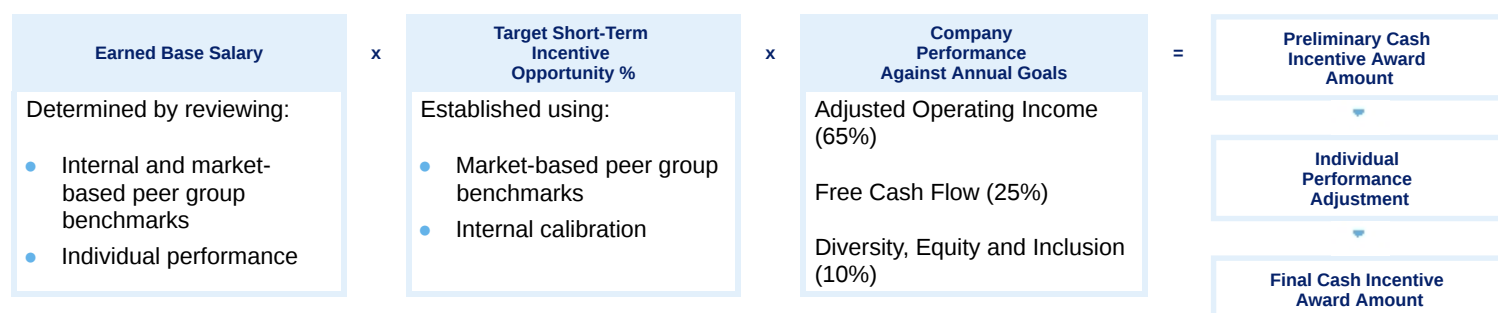 Earned Base Salary
x
Target Short-Term
Incentive
Opportunity %
x
Company
Performance
Against Annual Goals
=
Preliminary Cash
Incentive Award
Amount
Determined by reviewing:
• Internal and market-
based peer group
benchmarks
• Individual performance
Established using:
• Market-based peer group
benchmarks
• Internal calibration
Adjusted Operating Income
(65%)
Free Cash Flow (25%)
Diversity, Equity and Inclusion
(10%)
Individual
Performance
Adjustment
Final Cash Incentive
Award Amount